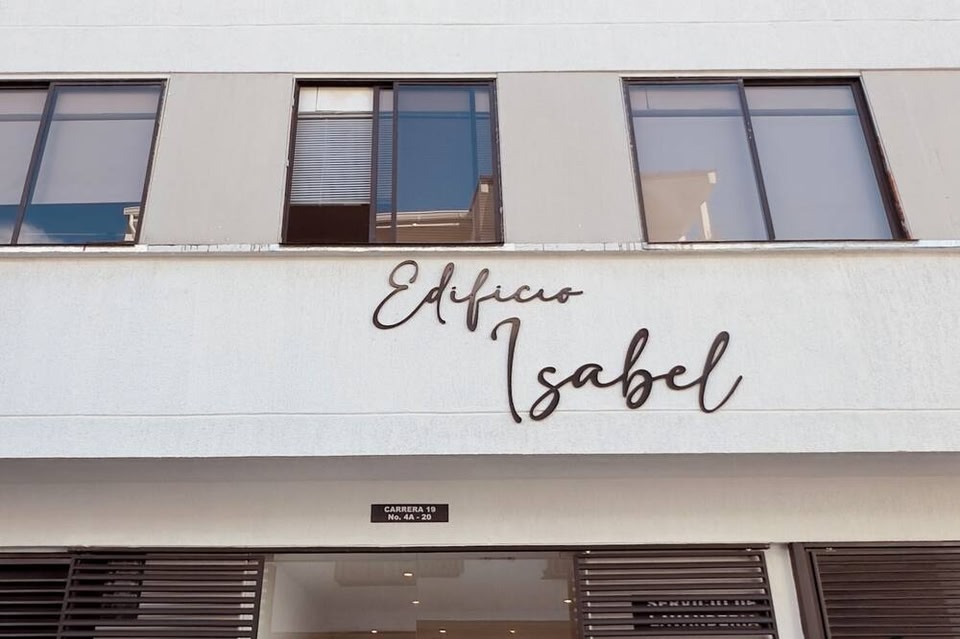 Edificio
Isabel
CARRERA 19
No. 4A - 20